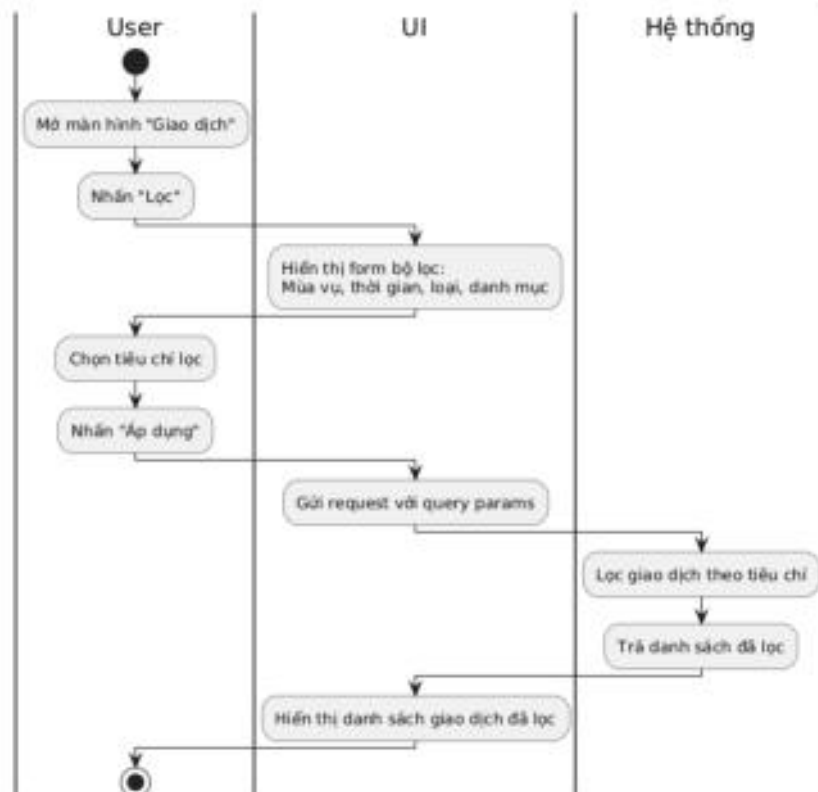 User
UI
Hệ thống
Mở màn hình "Giao dịch"
Nhấn "Lọc"
Hiển thị form bộ lọc:
Mùa vụ, thời gian, loại, danh mục
Chọn tiêu chí lọc
Nhấn "Áp dụng"
Gửi request với query params
Lọc giao dịch theo tiêu chí
Trả danh sách đã lọc
Hiển thị danh sách giao dịch đã lọc